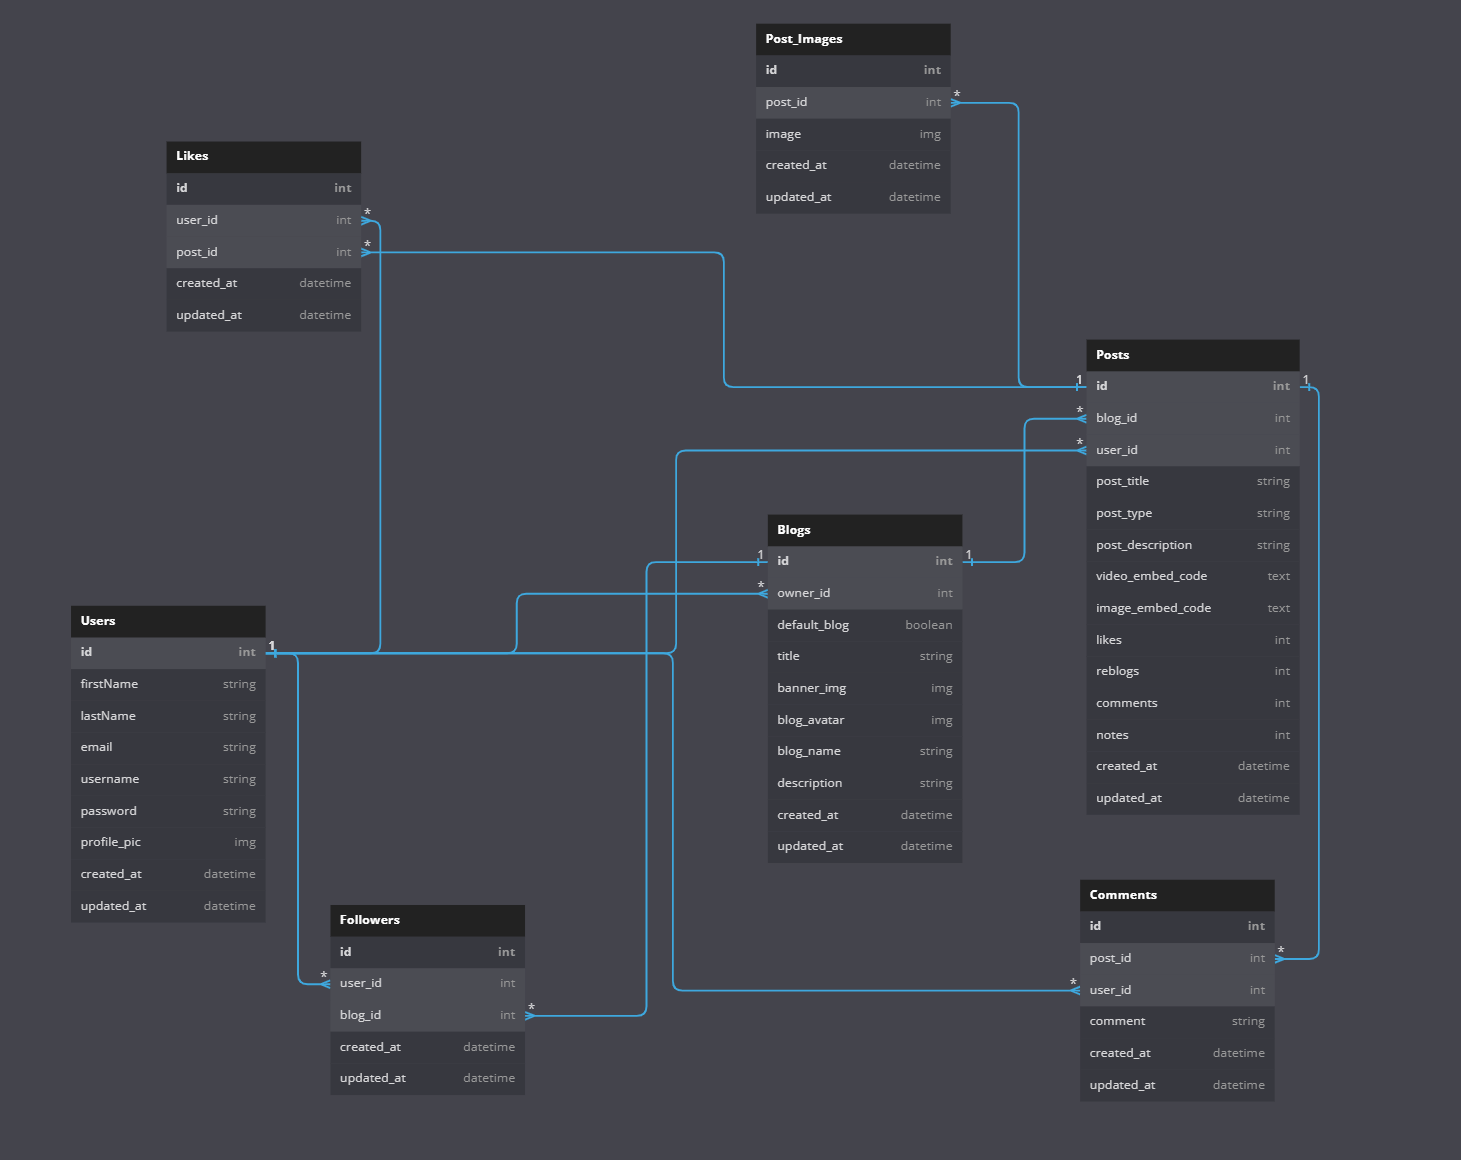 Post_Images
id int
post_id int *
image img
created_at datetime
updated_at datetime
Likes
id int
user_id int *
post_id int *
created_at datetime
updated_at datetime
Posts
1 id int 1
* blog_id int
* user_id int
post_title string
post_type string
post_description string
video_embed_code text
image_embed_code text
likes int
reblogs int
comments int
notes int
created_at datetime
updated_at datetime
Blogs
1 id int 1
* owner_id int
default_blog boolean
title string
banner_img img
blog_avatar img
blog_name string
description string
created_at datetime
updated_at datetime
Users
id int 1
firstName string
lastName string
email string
username string
password string
profile_pic img
created_at datetime
updated_at datetime
Followers
id int
* user_id int
blog_id int *
created_at datetime
updated_at datetime
Comments
id int
post_id int *
* user_id int
comment string
created_at datetime
updated_at datetime